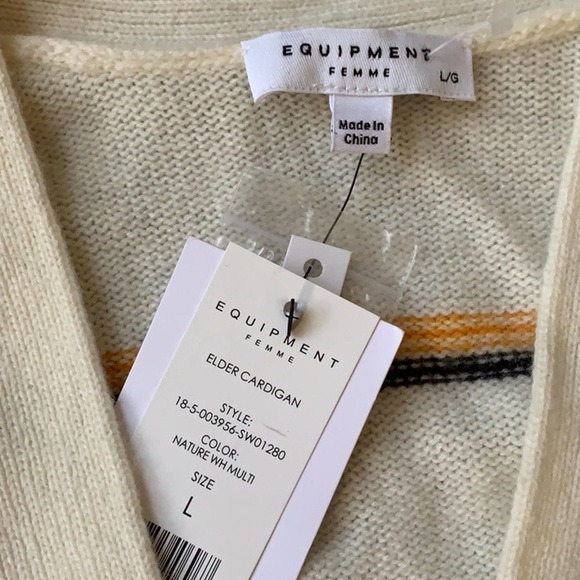 EQUIPMENT
FEMME
L/G
Made in
China
EQUIPMENT
FEMME
ELDER CARDIGAN
STYLE:
18-5-003956-SW01280
COLOR:
NATURE WH MULTI
SIZE
L